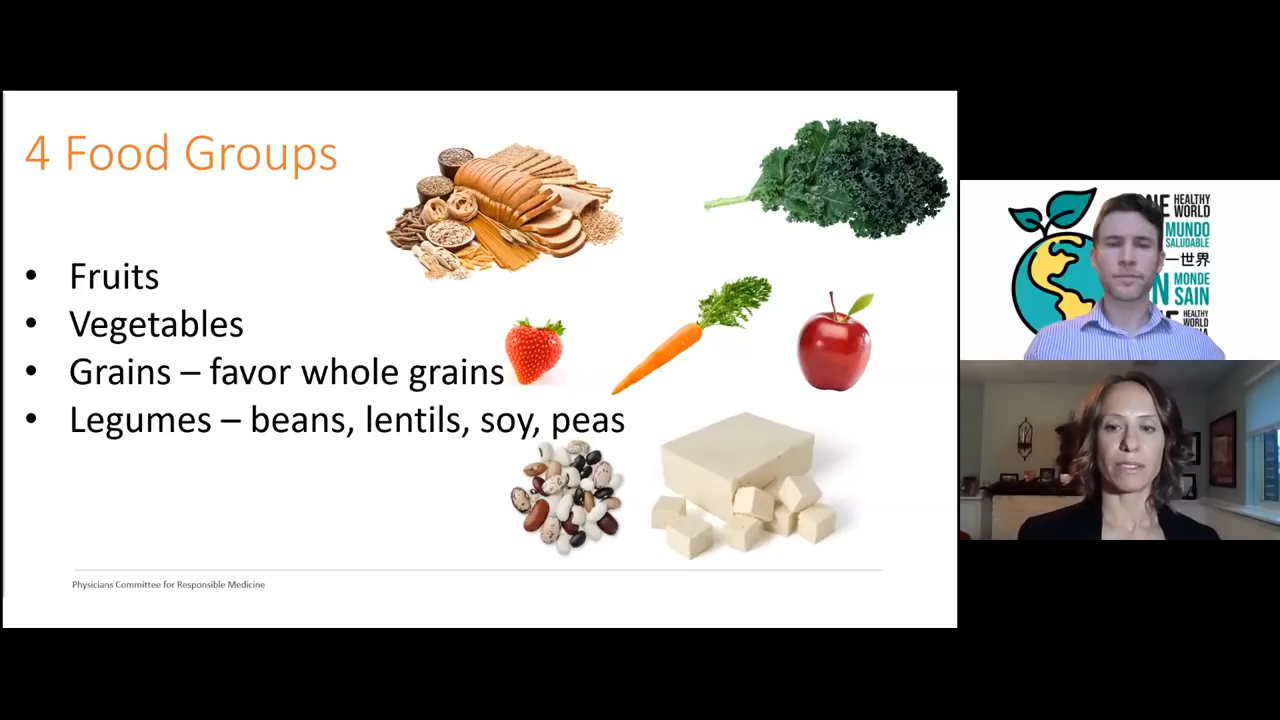 4 Food Groups
• Fruits
• Vegetables
• Grains – favor whole grains
• Legumes – beans, lentils, soy, peas
Physicians Committee for Responsible Medicine
HEALTHY
WORLD
MUNDO
SALUDABLE
一世界
MONDE
SAIN
HEALTHY
WORLD